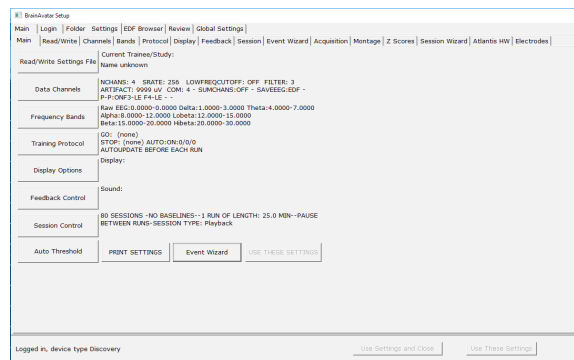 BrainAvatar Setup
Main Login Folder Settings EDF Browser Review Global Settings
Main Read/Write Channels Bands Protocol Display Feedback Session Event Wizard Acquisition Montage Z Scores Session Wizard Atlantis HW Electrodes
Read/Write Settings File
Current Trainee/Study:
Name unknown
Data Channels
NCHANS: 4 SRATE: 256 LOWFREQCUTOFF: OFF FILTER: 3
ARTIFACT: 9999 uV COM: 4 - SUMCHANS:OFF - SAVEEEG:EDF -
P-P:ONF3-LE F4-LE - -
Frequency Bands
Raw EEG:0.0000-0.0000 Delta:1.0000-3.0000 Theta:4.0000-7.0000
Alpha:8.0000-12.0000 Lobeta:12.0000-15.0000
Beta:15.0000-20.0000 Hibeta:20.0000-30.0000
Training Protocol
GO: (none)
STOP: (none) AUTO:ON:0/0/0
AUTOUPDATE BEFORE EACH RUN
Display Options
Display:
Feedback Control
Sound:
Session Control
80 SESSIONS -NO BASELINES--1 RUN OF LENGTH: 25.0 MIN--PAUSE
BETWEEN RUNS-SESSION TYPE: Playback
Auto Threshold
PRINT SETTINGS
Event Wizard
USE THESE SETTINGS
Logged in, device type Discovery
Use Settings and Close
Use These Settings